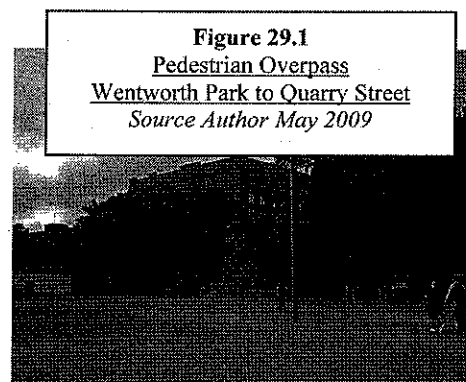 Figure 29.1
Pedestrian Overpass
Wentworth Park to Quarry Street
Source Author May 2009